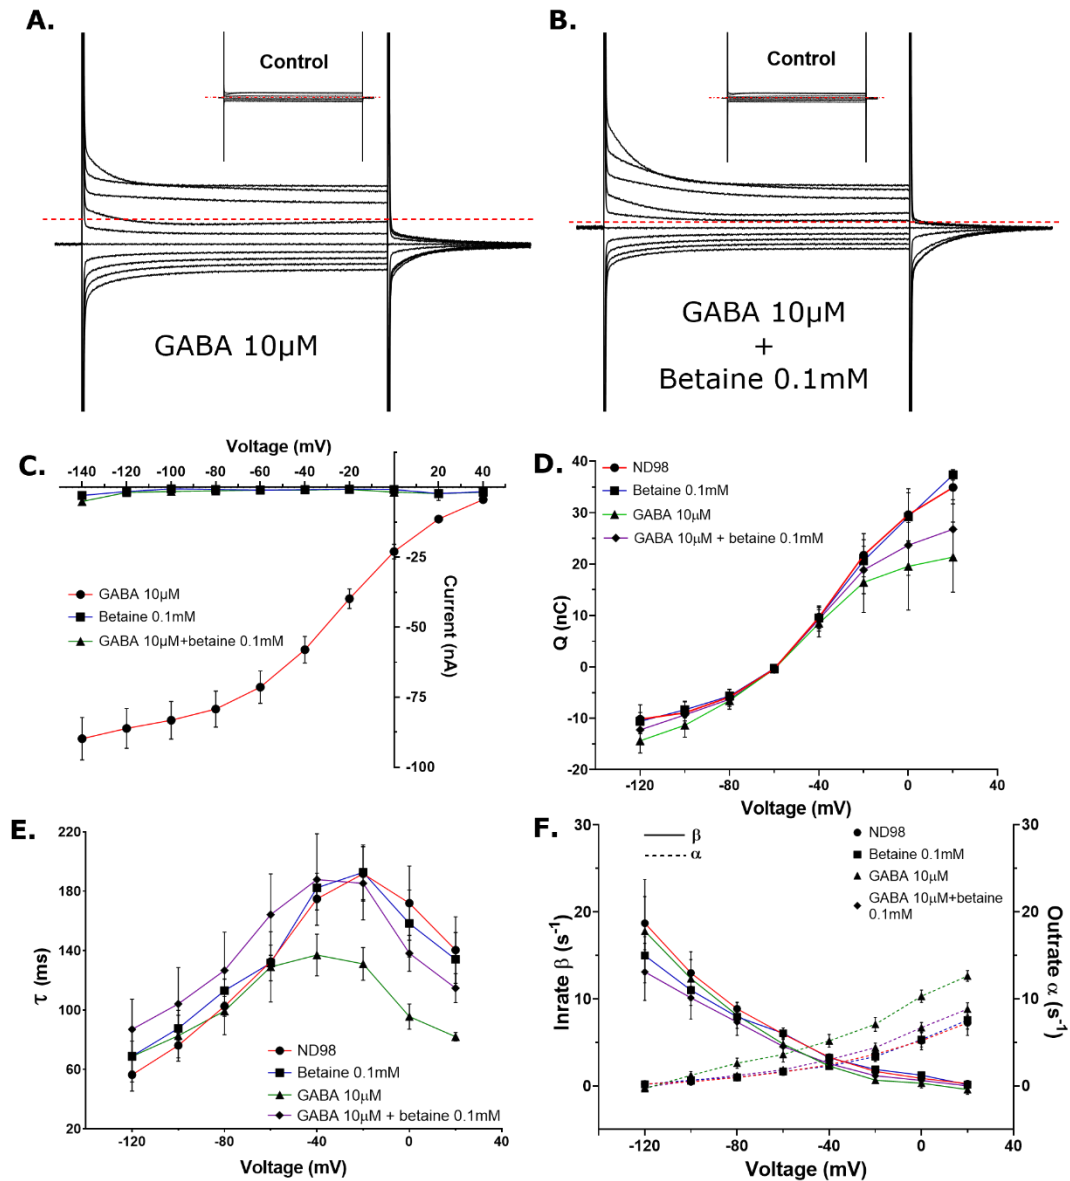 A.
Control
GABA 10µM
B.
Control
GABA 10µM
+
Betaine 0.1mM
C.
Voltage (mV)
-140 -120 -100 -80 -60 -40 -20 20 40
-25
-50
-75
-100
Current (nA)
GABA 10µM
Betaine 0.1mM
GABA 10µM+betaine 0.1mM
D.
Q (nC)
40
30
20
10
0
-10
-20
-120 -80 -40 0 40
Voltage (mV)
ND98
Betaine 0.1mM
GABA 10µM
GABA 10µM + betaine 0.1mM
E.
τ (ms)
220
180
140
100
60
20
-120 -80 -40 0 40
Voltage (mV)
ND98
Betaine 0.1mM
GABA 10µM
GABA 10µM + betaine 0.1mM
F.
Inrate β (s⁻¹)
30
20
10
0
-120 -80 -40 0 40
Voltage (mV)
β
α
ND98
Betaine 0.1mM
GABA 10µM
GABA 10µM+betaine
0.1mM
30
20
10
0
Outrate α (s⁻¹)